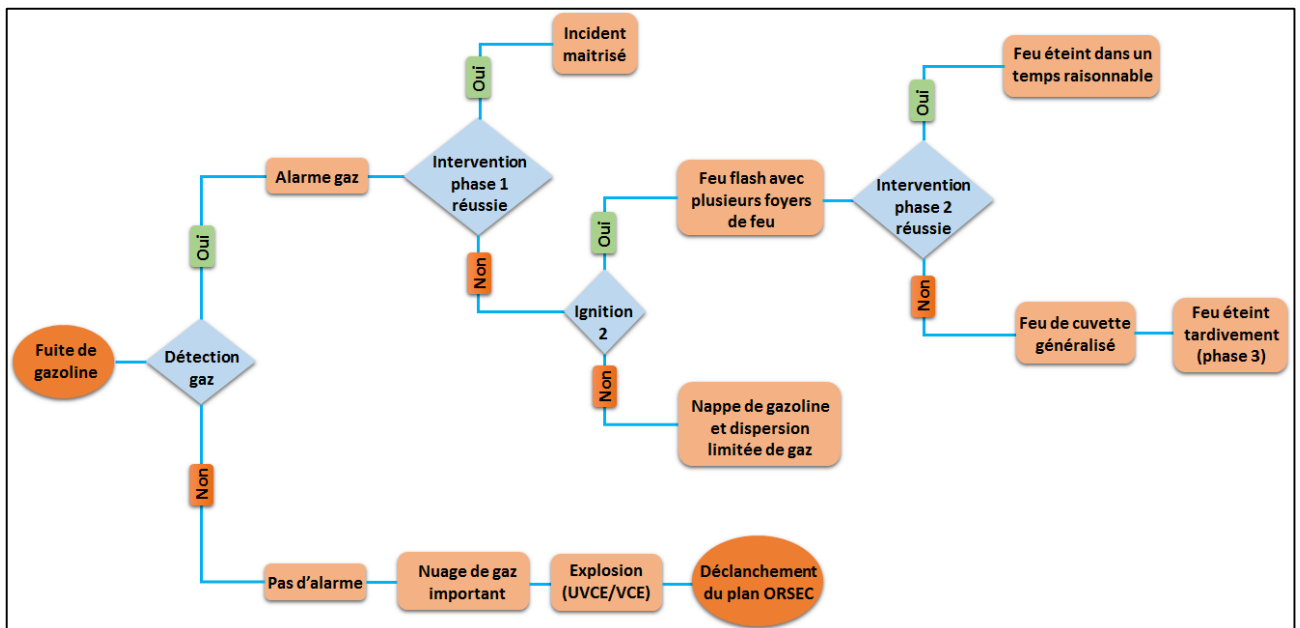 Fuite de
gazoline
Détection
gaz
Oui
Alarme gaz
Intervention
phase 1
réussie
Oui
Incident
maitrisé
Non
Ignition
2
Oui
Feu flash avec
plusieurs foyers
de feu
Intervention
phase 2
réussie
Oui
Feu éteint dans un
temps raisonnable
Non
Feu de cuvette
généralisé
Feu éteint
tardivement
(phase 3)
Non
Nappe de gazoline
et dispersion
limitée de gaz
Non
Pas d’alarme
Nuage de gaz
important
Explosion
(UVCE/VCE)
Déclanchement
du plan ORSEC